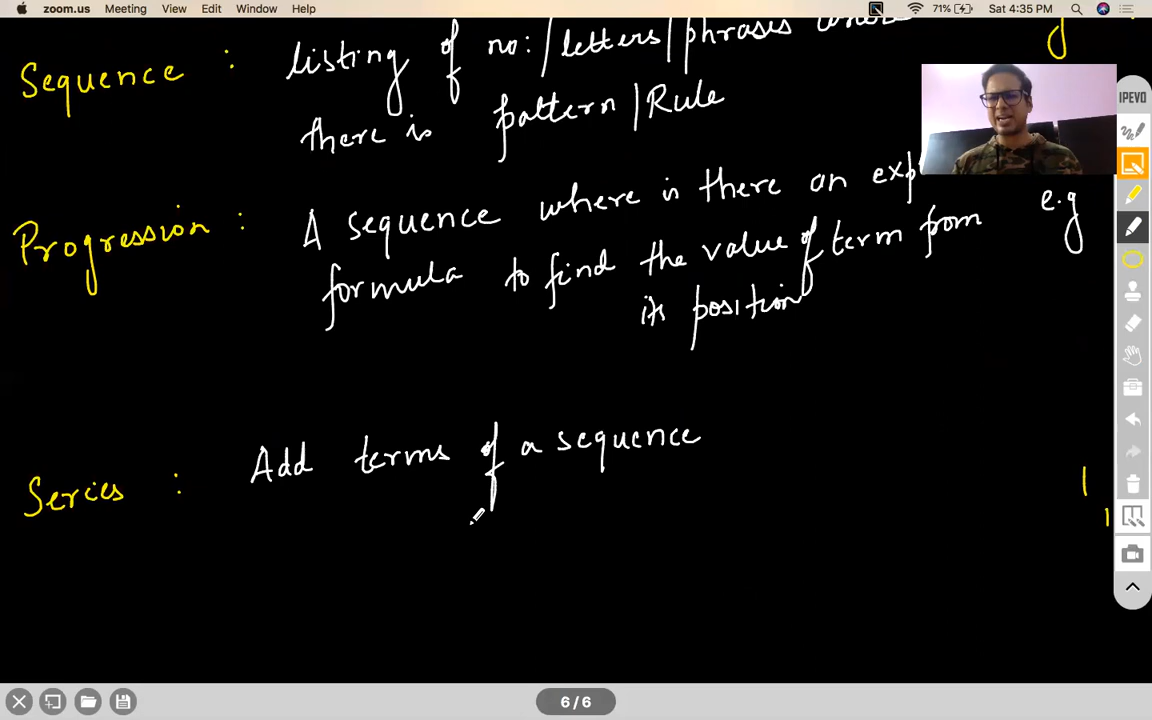 zoom.us Meeting View Edit Window Help 71% Sat 4:35 PM
Sequence : listing of no:/letters/phrases where
there is pattern/Rule
IPEVO
Progression : A sequence where is there an exp
e.g
formula to find the value of term from
its position
Series : Add terms of a sequence
6/6